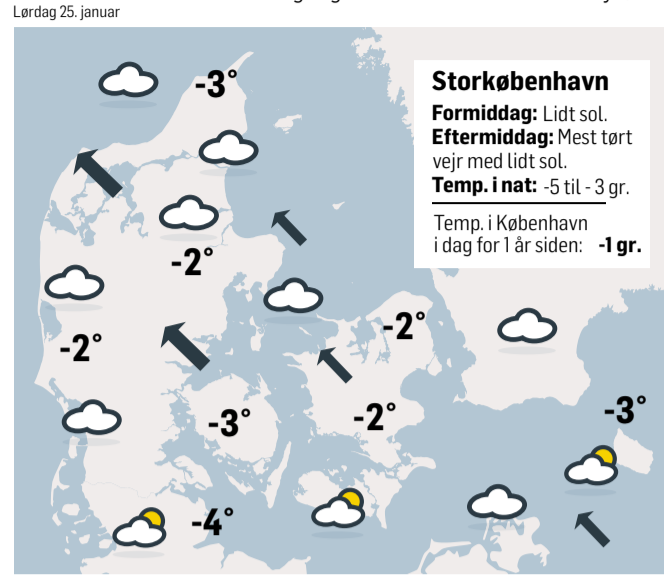 Lørdag 25. januar
-3°
Storkøbenhavn
Formiddag: Lidt sol.
Eftermiddag: Mest tørt
vejr med lidt sol.
Temp. i nat: -5 til - 3 gr.
Temp. i København
i dag for 1 år siden: -1 gr.
-2°
-2°
-2°
-3°
-2°
-3°
-4°